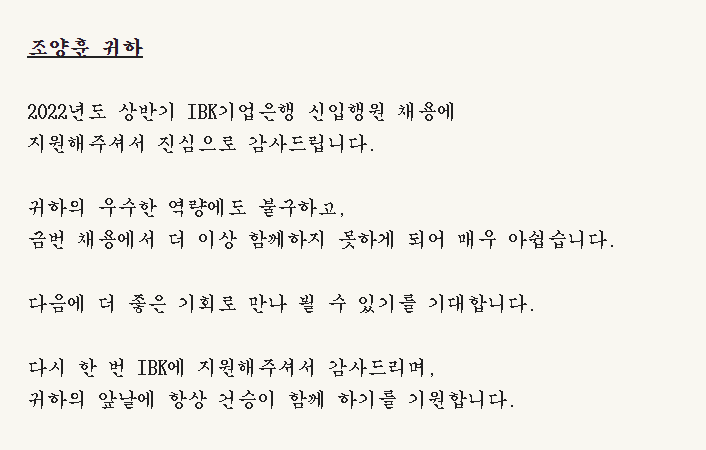 조양훈 귀하
2022년도 상반기 IBK기업은행 신입행원 채용에
지원해주셔서 진심으로 감사드립니다.
귀하의 우수한 역량에도 불구하고,
금번 채용에서 더 이상 함께하지 못하게 되어 매우 아쉽습니다.
다음에 더 좋은 기회로 만나 뵐 수 있기를 기대합니다.
다시 한 번 IBK에 지원해주셔서 감사드리며,
귀하의 앞날에 항상 건승이 함께 하기를 기원합니다.